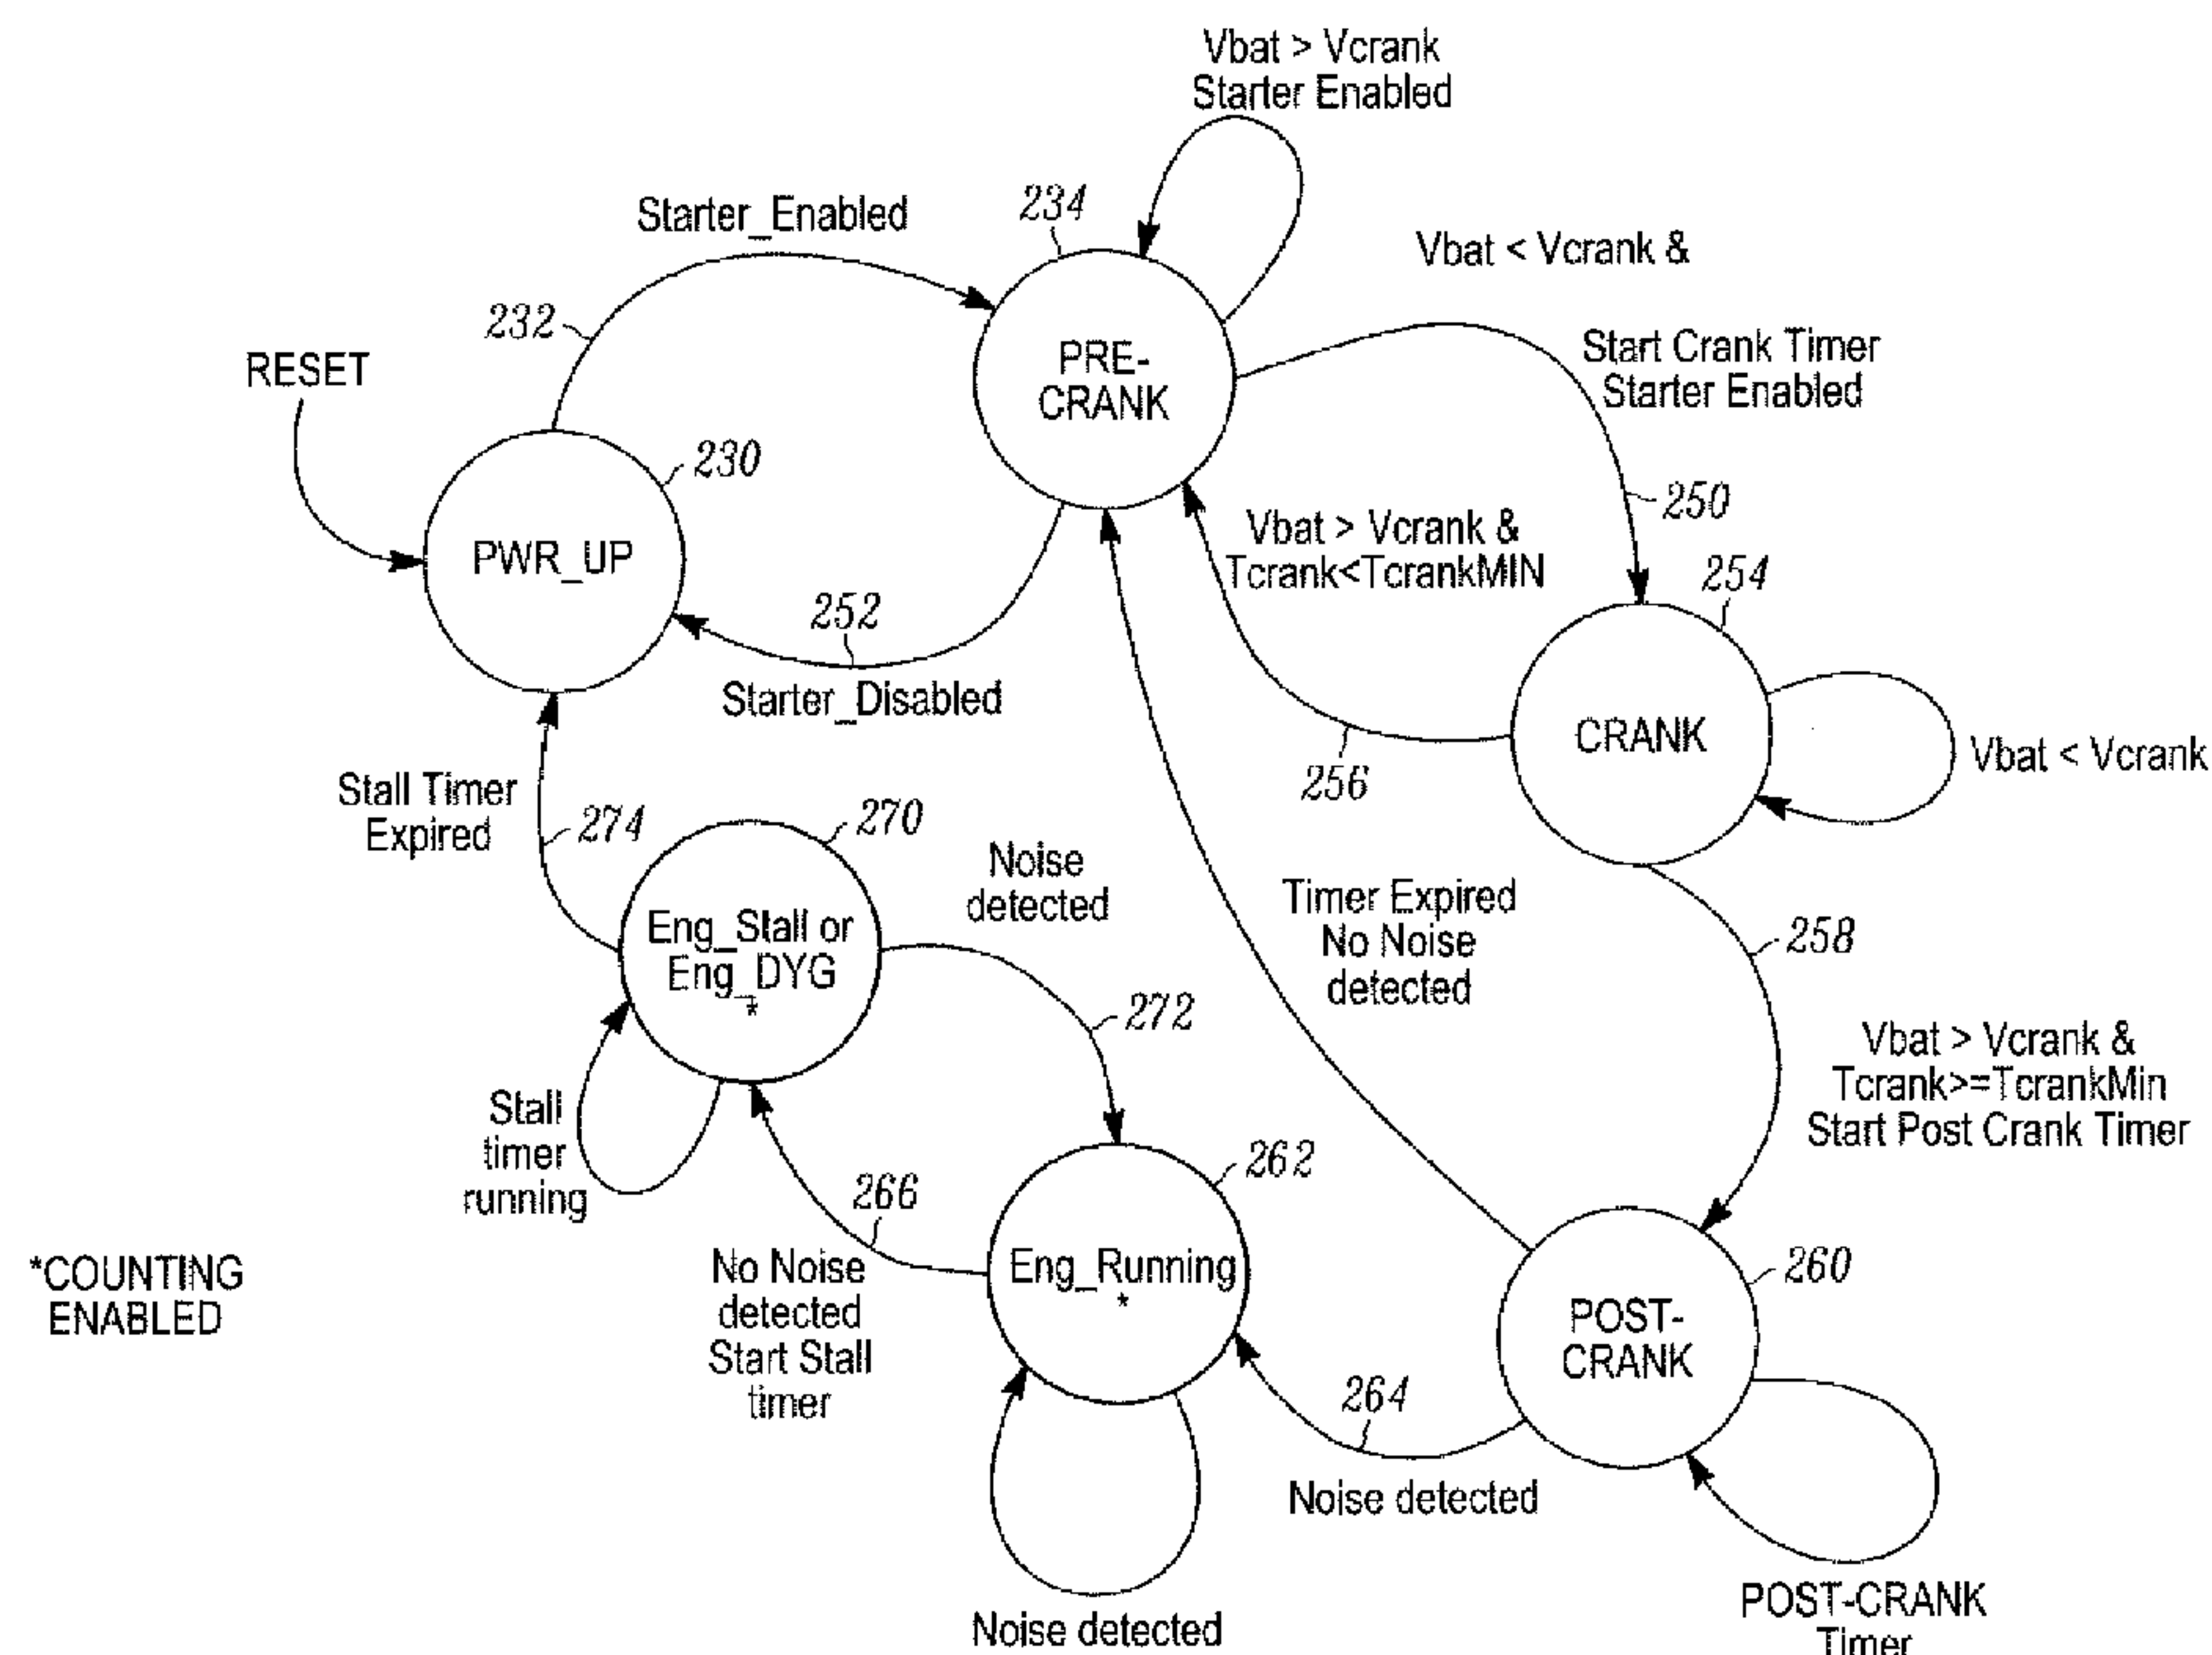 Vbat > Vcrank
Starter Enabled
234
Starter_Enabled
Vbat < Vcrank &
232
RESET
PRE-
CRANK
Start Crank Timer
Starter Enabled
230
250
PWR_UP
Vbat > Vcrank &
Tcrank<TcrankMIN
254
252
Starter_Disabled
CRANK
Vbat < Vcrank
256
Stall Timer
Expired
274
270
Noise
detected
Timer Expired
No Noise
detected
Eng_Stall or
Eng_DYG
*
258
272
Vbat > Vcrank &
Tcrank>=TcrankMin
Start Post Crank Timer
Stall
timer
running
262
266
*COUNTING
ENABLED
No Noise
detected
Start Stall
timer
Eng_Running
*
260
POST-
CRANK
264
Noise detected
Noise detected
POST-CRANK
Timer